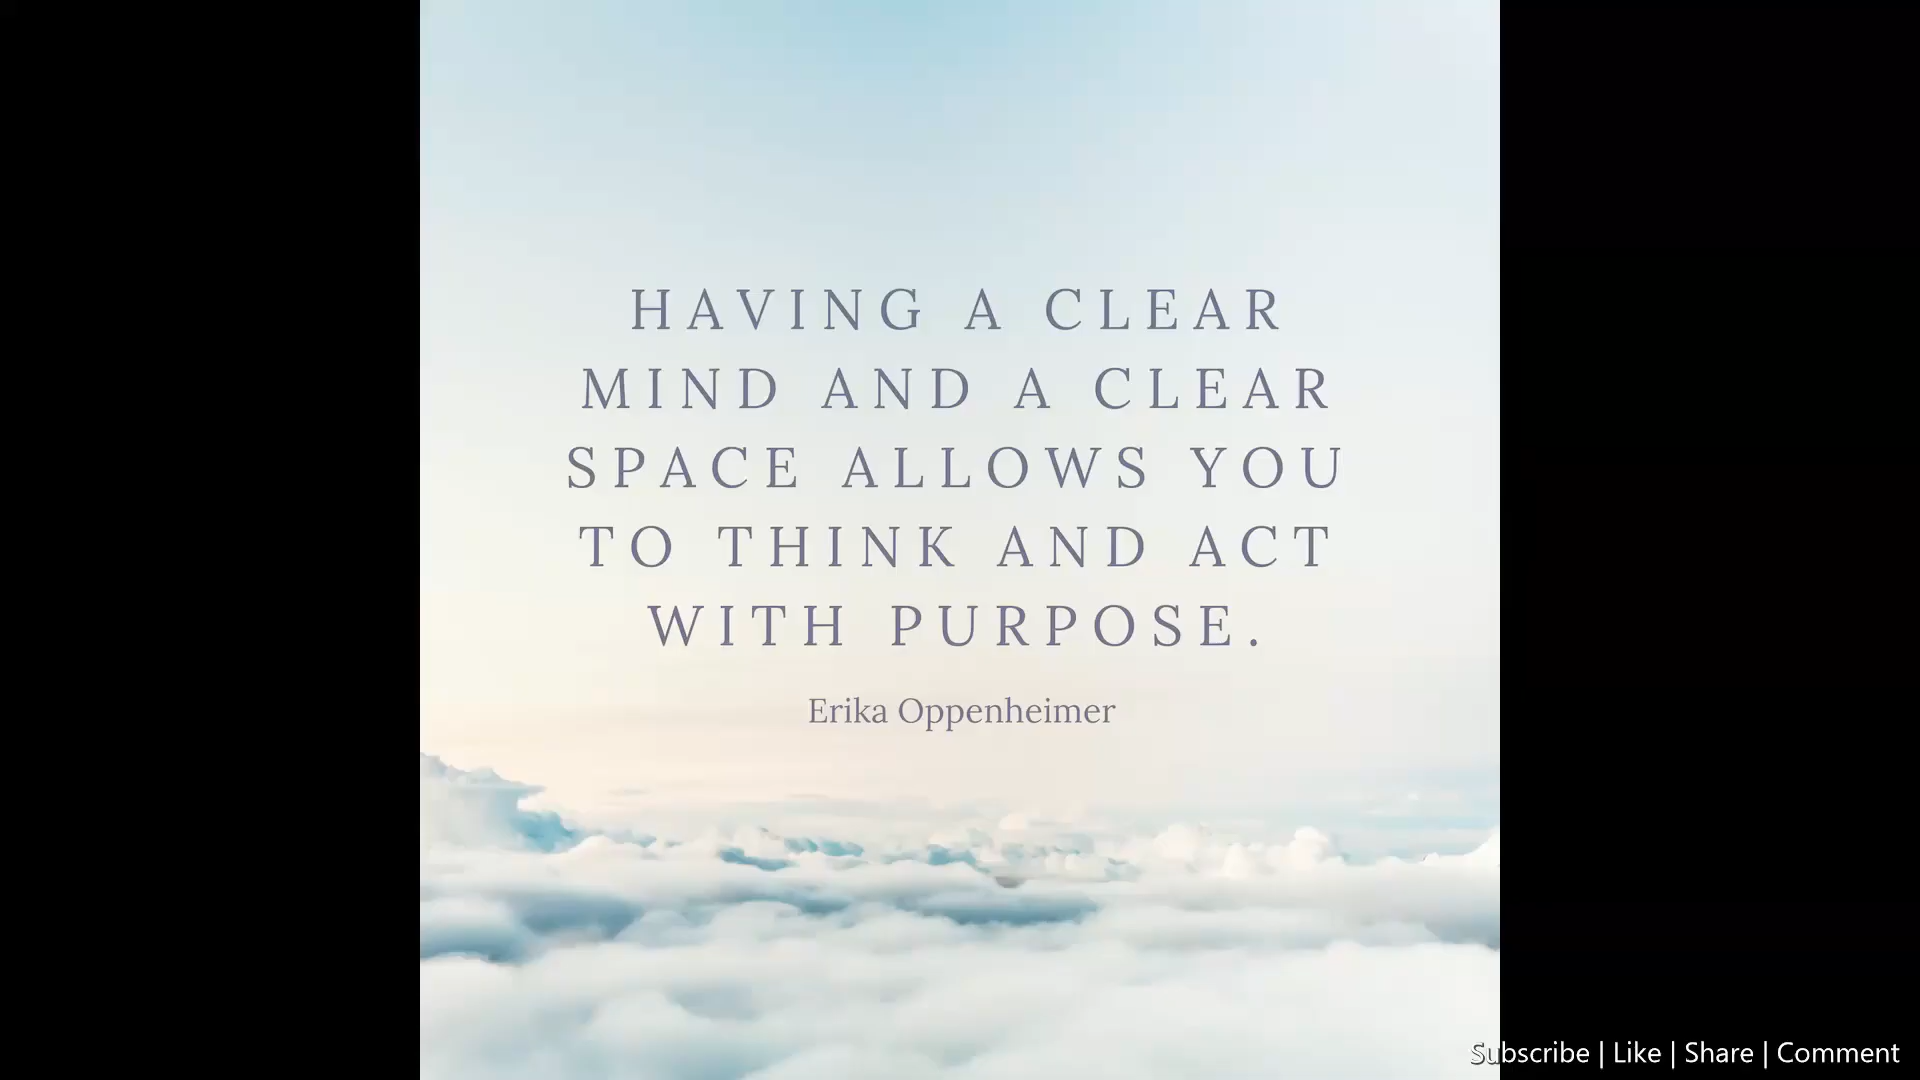 HAVING A CLEAR
MIND AND A CLEAR
SPACE ALLOWS YOU
TO THINK AND ACT
WITH PURPOSE.
Erika Oppenheimer
Subscribe | Like | Share | Comment